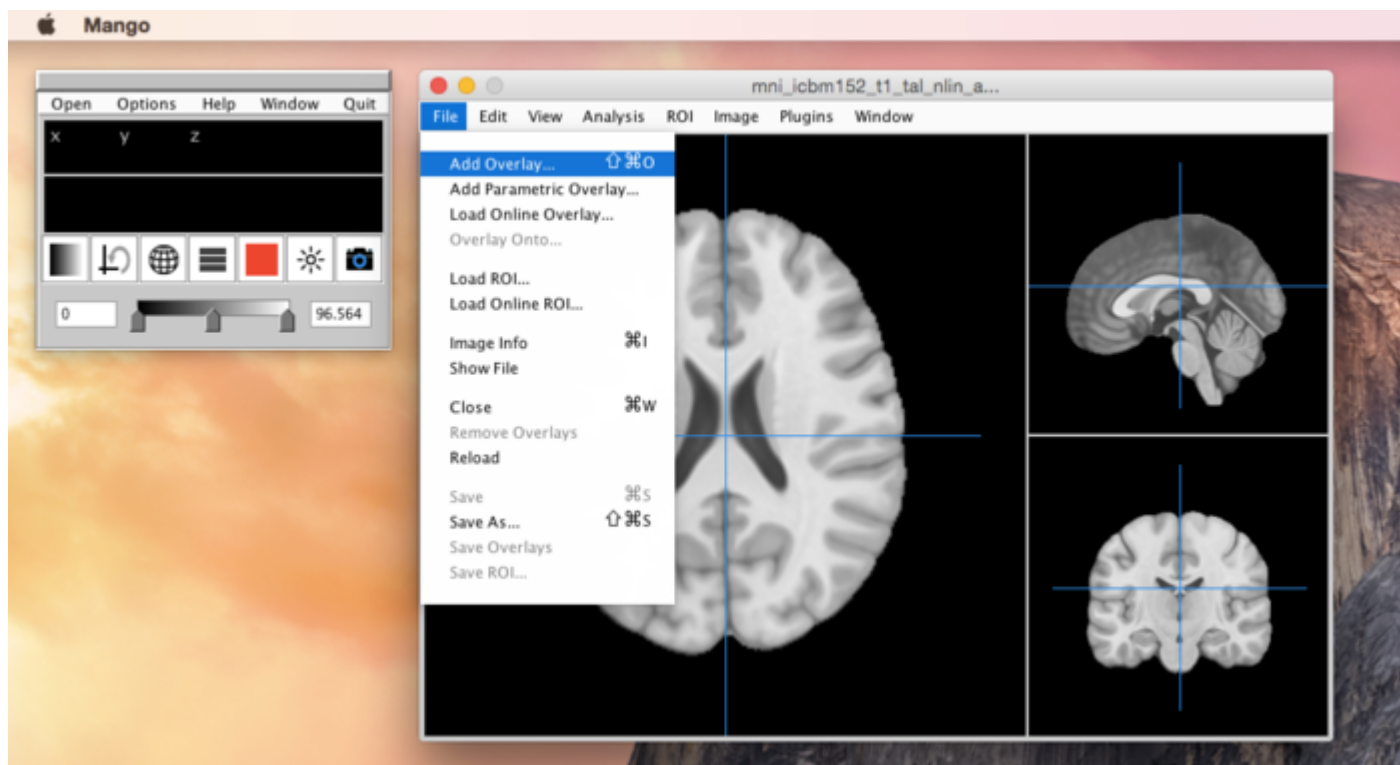 Mango
Open Options Help Window Quit
x y z
0 96.564
mni_icbm152_t1_tal_nlin_a...
File Edit View Analysis ROI Image Plugins Window
Add Overlay... ⇧⌘O
Add Parametric Overlay...
Load Online Overlay...
Overlay Onto...
Load ROI...
Load Online ROI...
Image Info ⌘I
Show File
Close ⌘W
Remove Overlays
Reload
Save ⌘S
Save As... ⇧⌘S
Save Overlays
Save ROI...